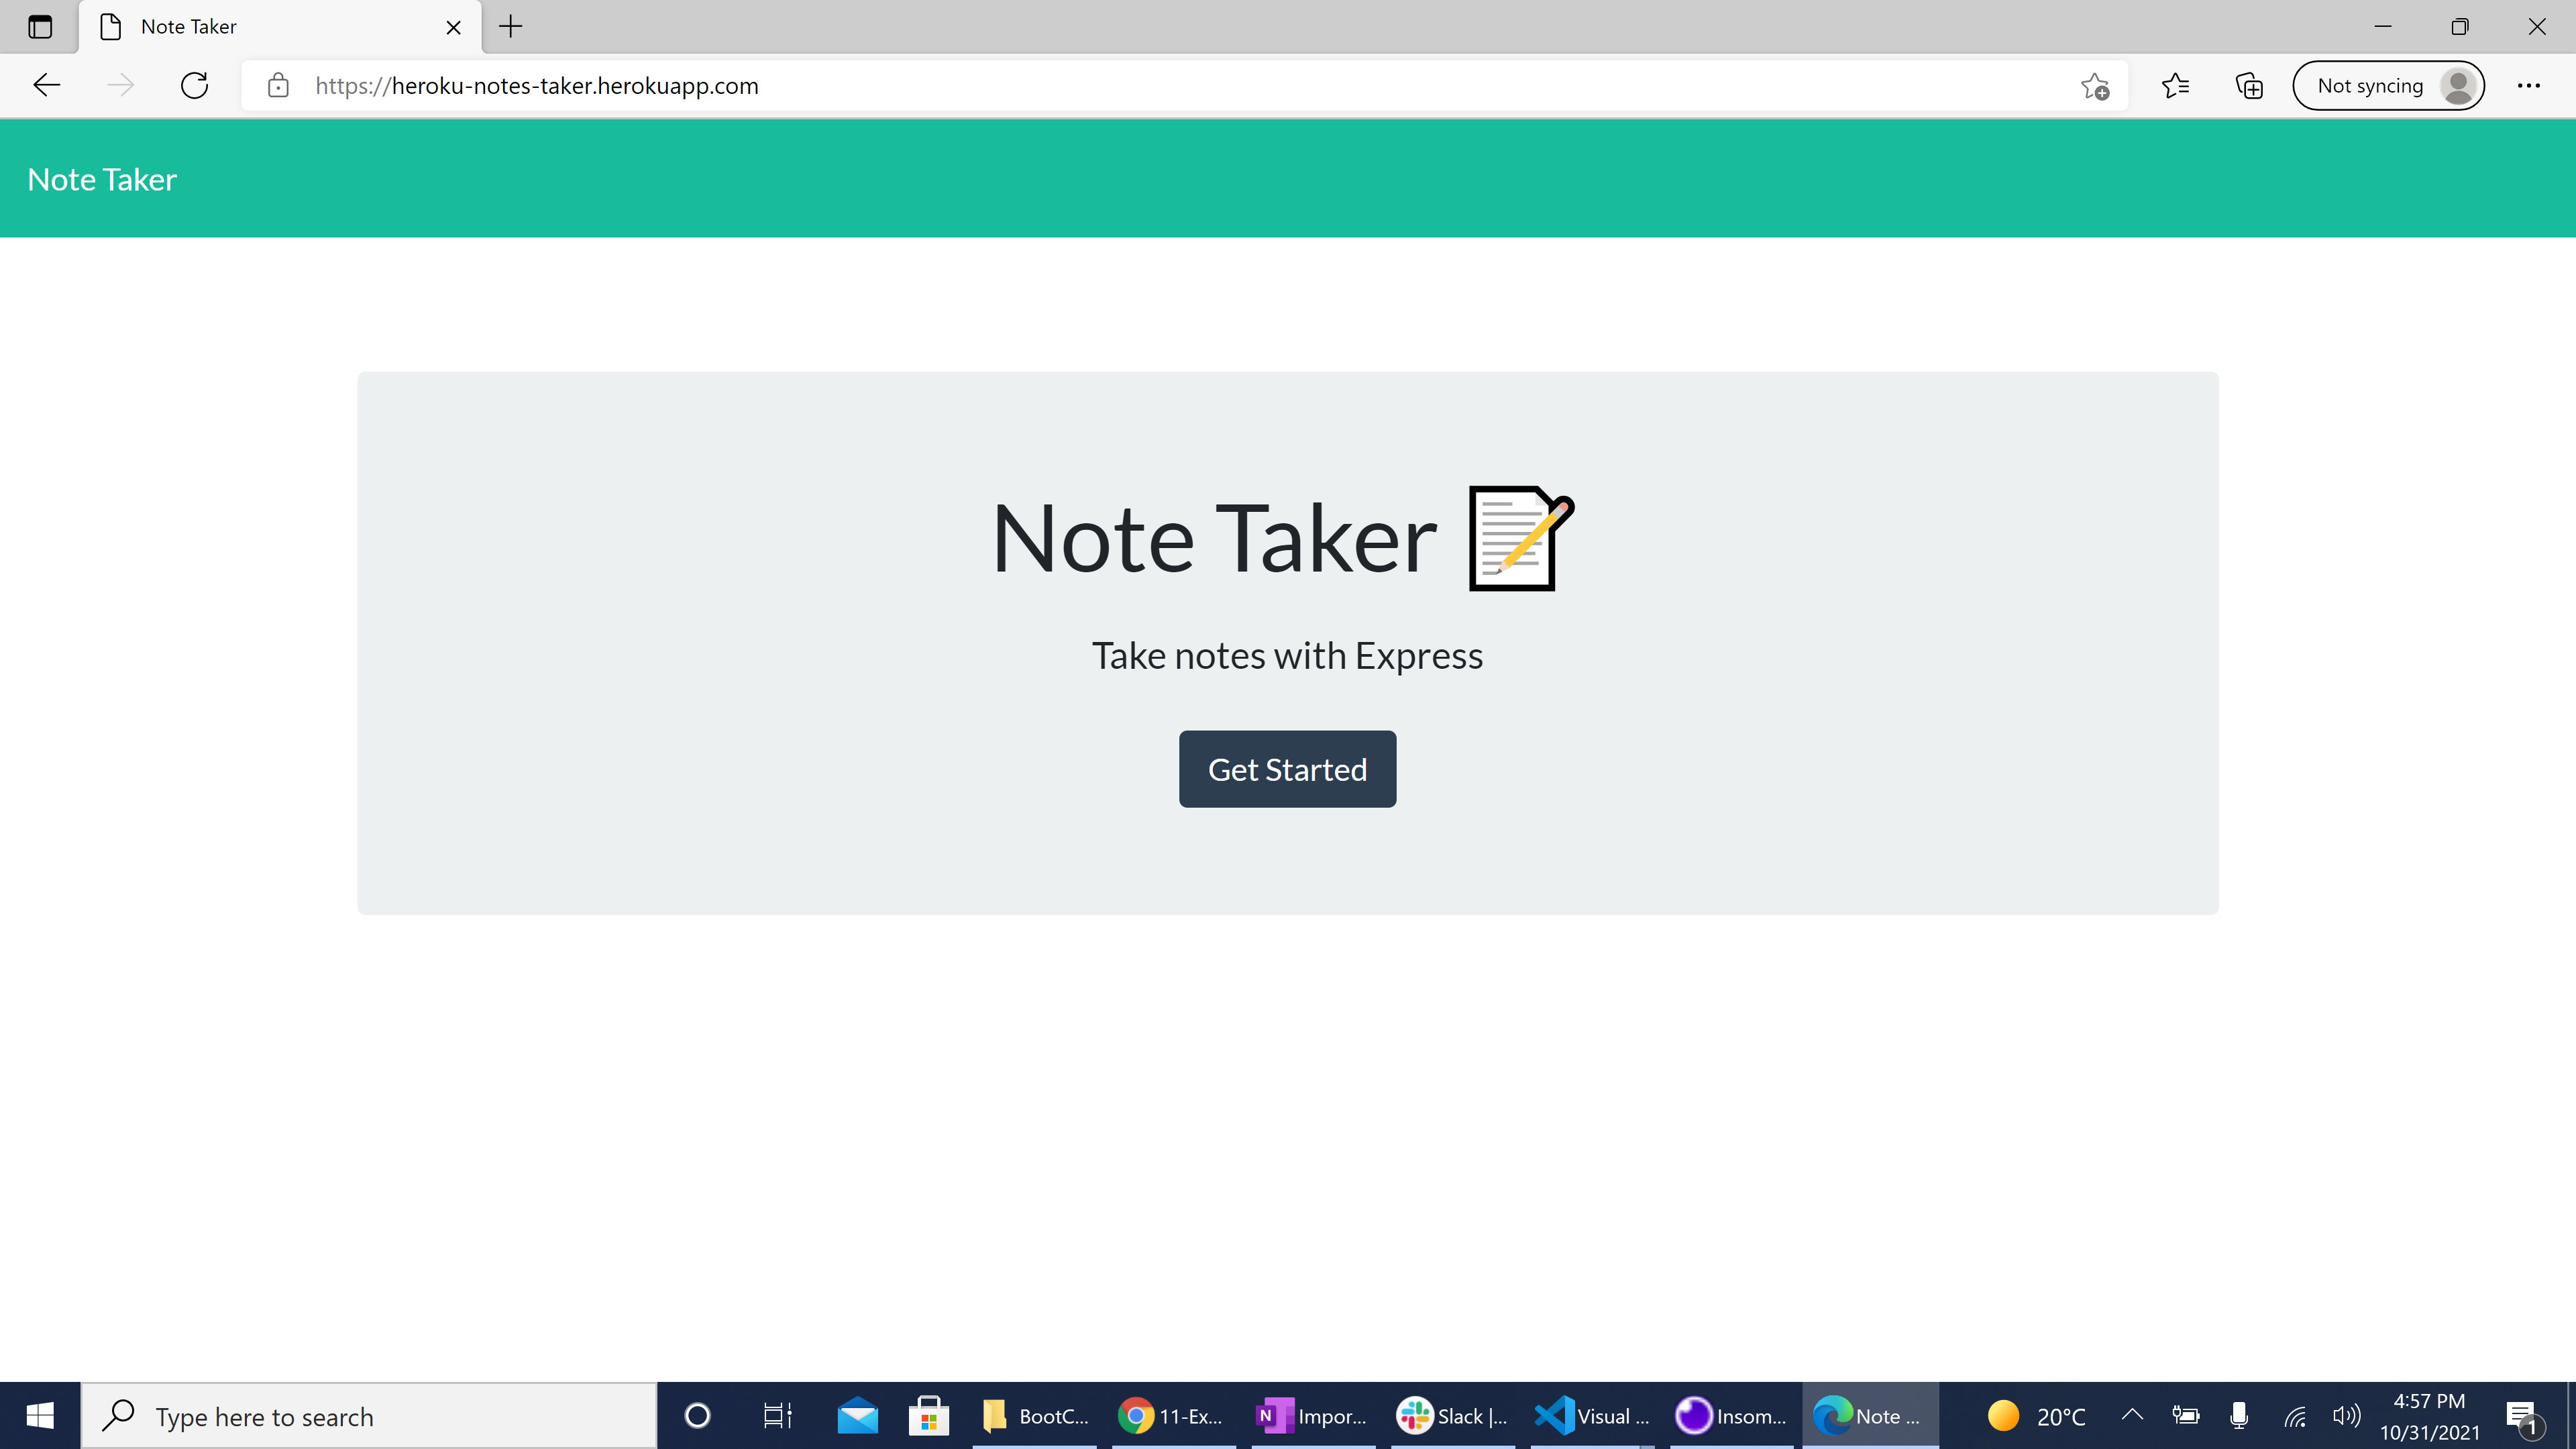 Note Taker
https://heroku-notes-taker.herokuapp.com
Not syncing
Note Taker
Note Taker
Take notes with Express
Get Started
Type here to search
BootC...
11-Ex...
N
Impor...
Slack |...
Visual ...
Insom...
Note ...
20°C
4:57 PM
10/31/2021
1